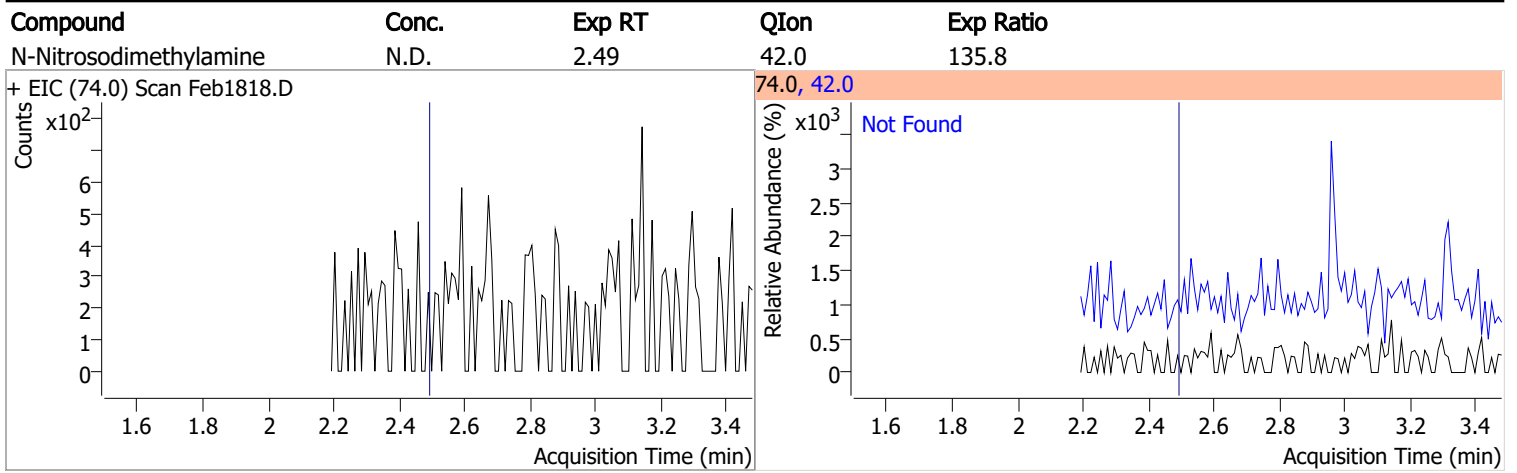 Compound Conc. Exp RT QIon Exp Ratio
N-Nitrosodimethylamine N.D. 2.49 42.0 135.8
+ EIC (74.0) Scan Feb1818.D
Counts
x10²
6
5
4
3
2
1
0
1.6 1.8 2 2.2 2.4 2.6 2.8 3 3.2 3.4
Acquisition Time (min)
74.0, 42.0
Relative Abundance (%)
x10³
Not Found
3
2.5
2
1.5
1
0.5
0
1.6 1.8 2 2.2 2.4 2.6 2.8 3 3.2 3.4
Acquisition Time (min)